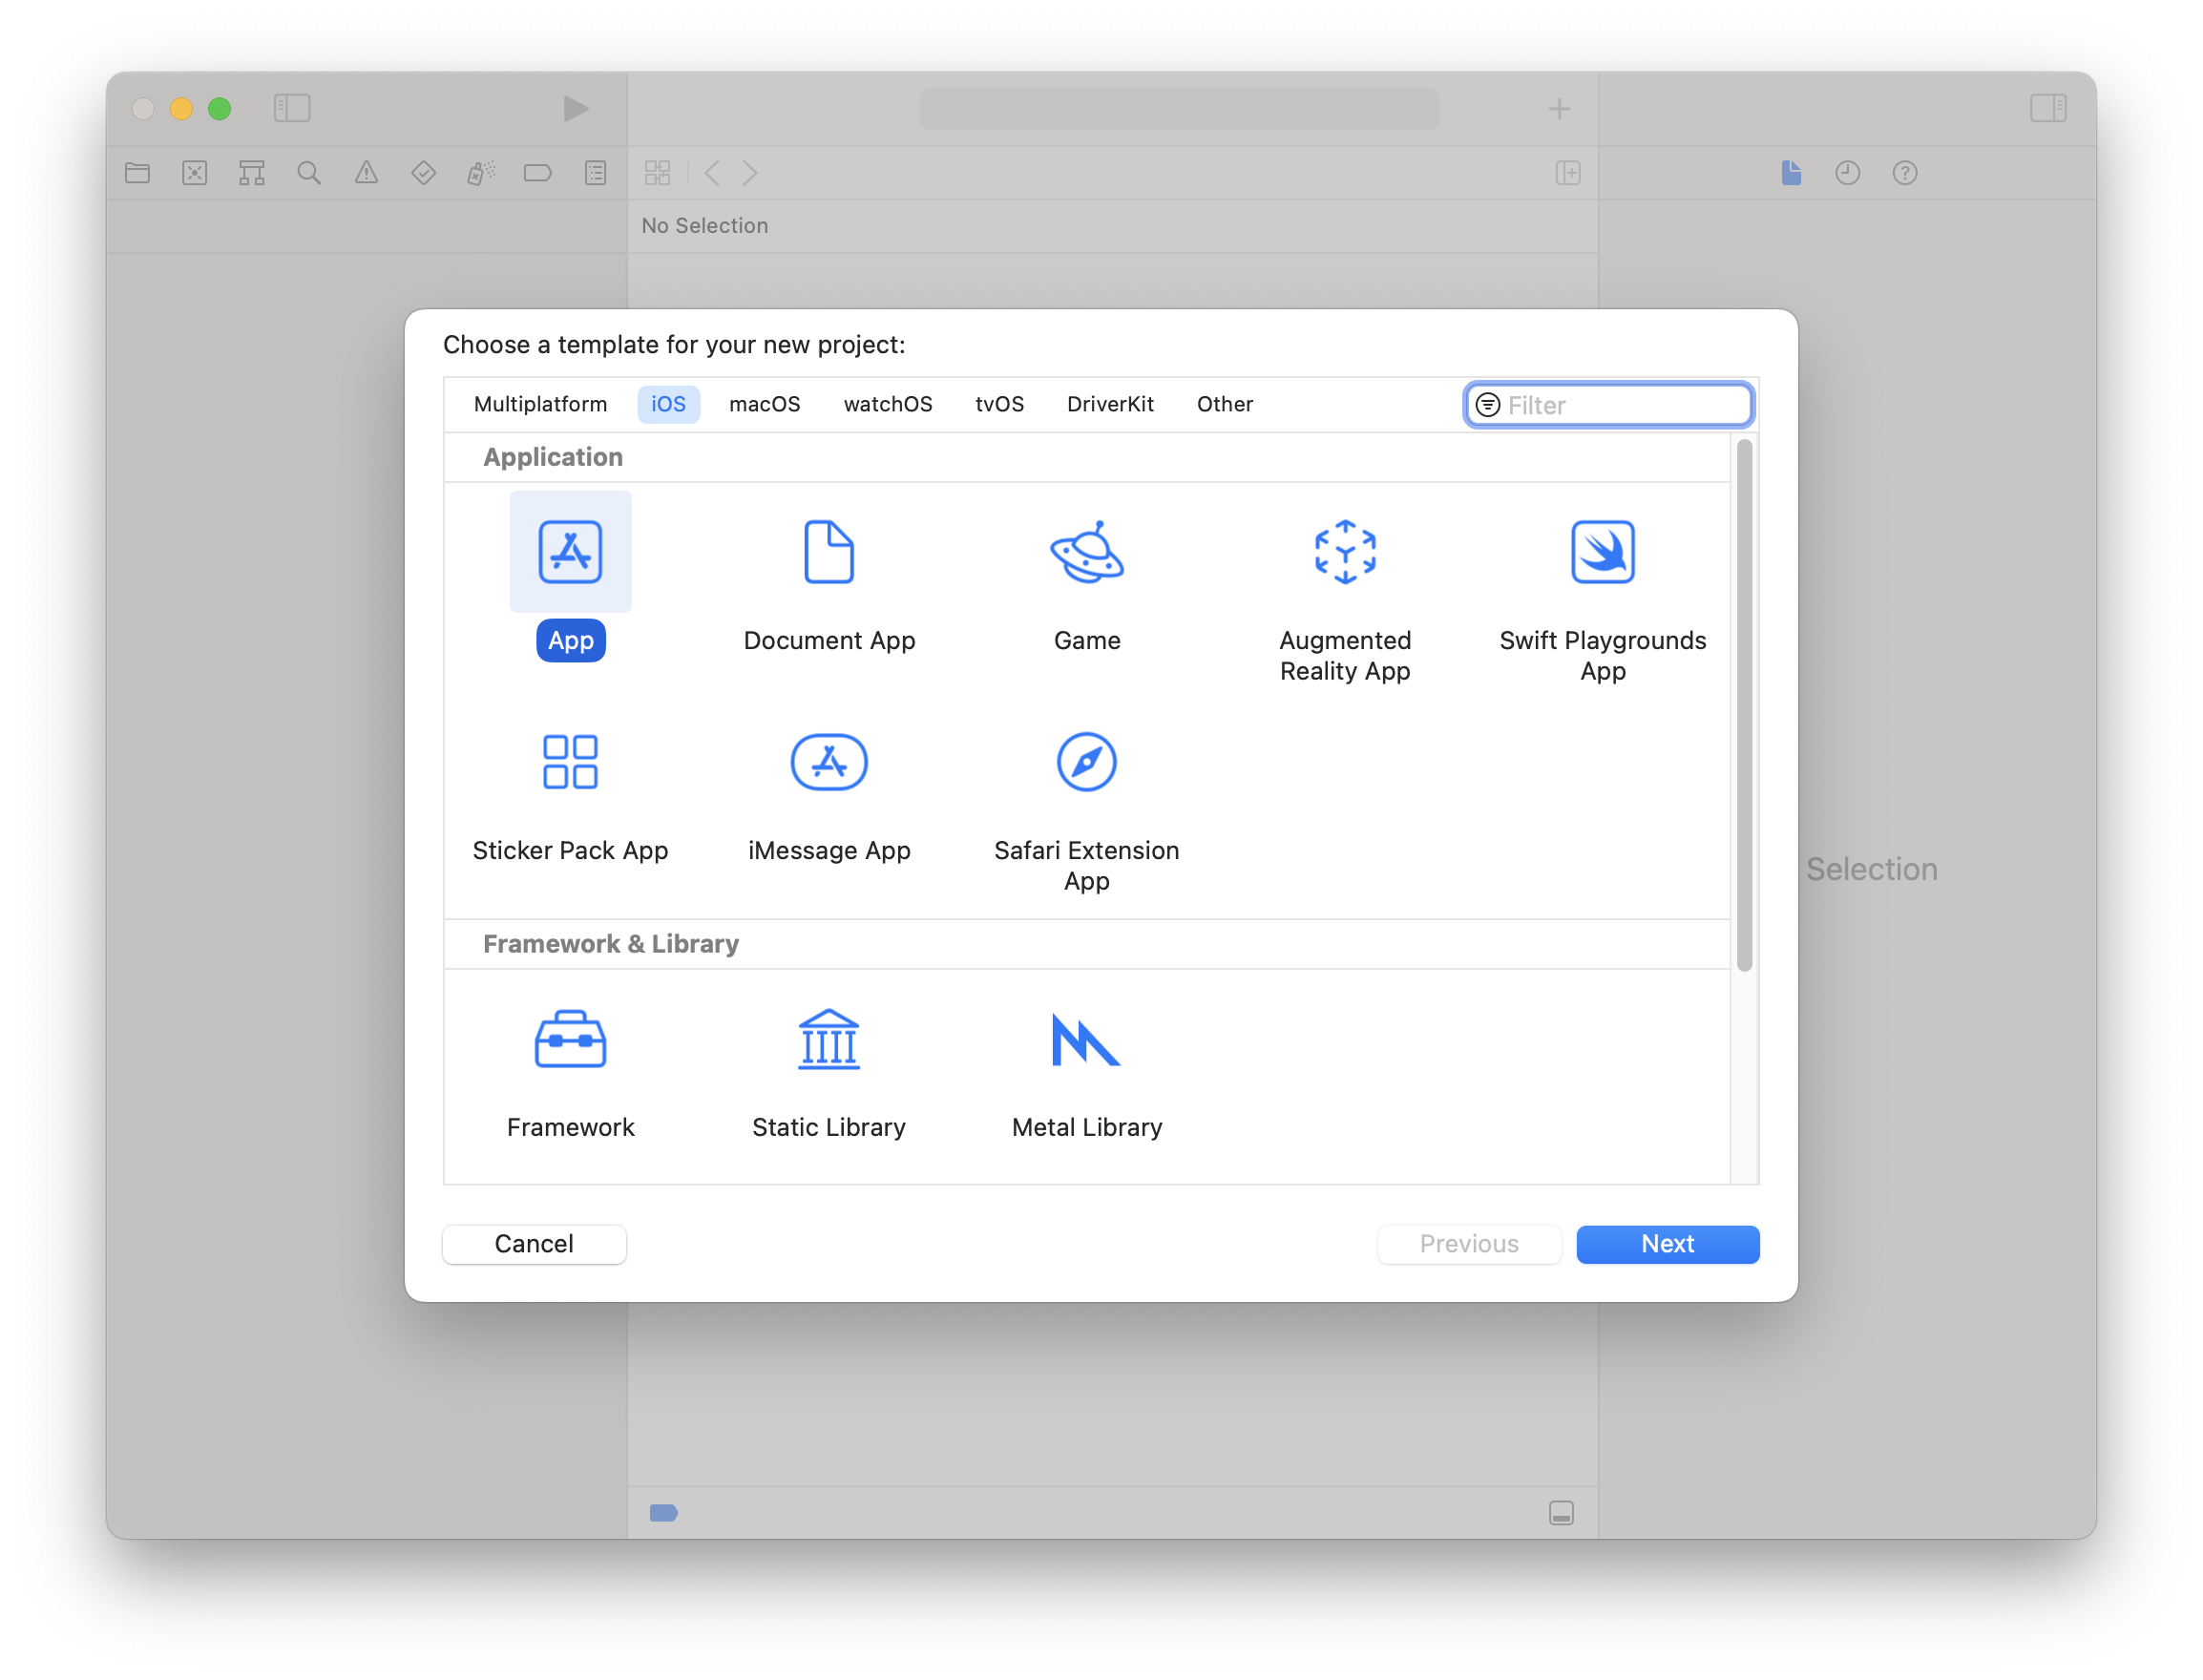 No Selection
Choose a template for your new project:
Multiplatform iOS macOS watchOS tvOS DriverKit Other Filter
Application
App Document App Game Augmented Reality App Swift Playgrounds App
Sticker Pack App iMessage App Safari Extension App
Selection
Framework & Library
Framework Static Library Metal Library
Cancel Previous Next